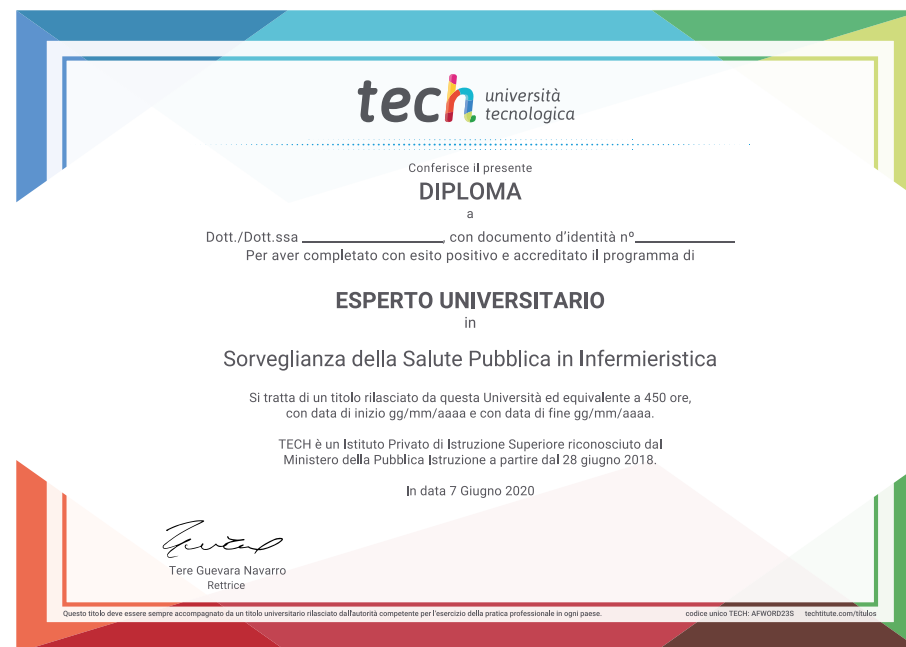 tech università
tecnologica
Conferisce il presente
DIPLOMA
a
Dott./Dott.ssa ____________________, con documento d'identità nº______________
Per aver completato con esito positivo e accreditato il programma di
ESPERTO UNIVERSITARIO
in
Sorveglianza della Salute Pubblica in Infermieristica
Si tratta di un titolo rilasciato da questa Università ed equivalente a 450 ore,
con data di inizio gg/mm/aaaa e con data di fine gg/mm/aaaa.
TECH è un Istituto Privato di Istruzione Superiore riconosciuto dal
Ministero della Pubblica Istruzione a partire dal 28 giugno 2018.
In data 7 Giugno 2020
Tere Guevara Navarro
Rettrice
Questo titolo deve essere sempre accompagnato da un titolo universitario rilasciato dall'autorità competente per l'esercizio della pratica professionale in ogni paese. codice unico TECH: AFWORD23S techtitute.com/titulos